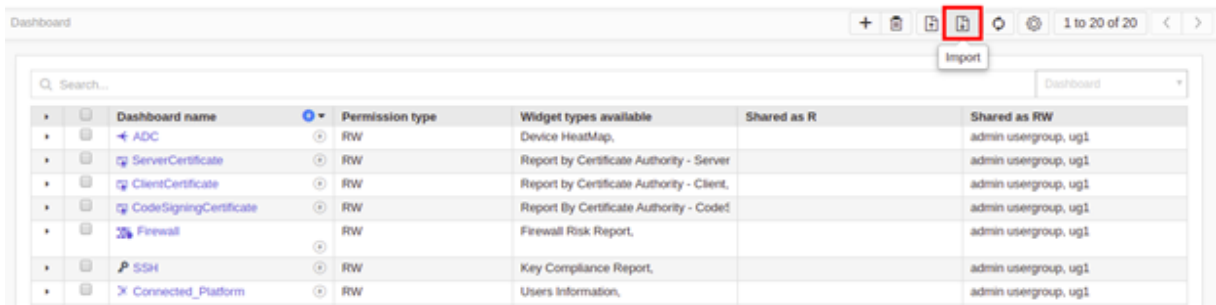 Dashboard 1 to 20 of 20
Import
Search... Dashboard
Dashboard name Permission type Widget types available Shared as R Shared as RW
ADC RW Device HeatMap, admin usergroup, ug1
ServerCertificate RW Report by Certificate Authority - Server admin usergroup, ug1
ClientCertificate RW Report by Certificate Authority - Client, admin usergroup, ug1
CodeSigningCertificate RW Report By Certificate Authority - CodeS admin usergroup, ug1
Firewall RW Firewall Risk Report, admin usergroup, ug1
SSH RW Key Compliance Report, admin usergroup, ug1
Connected_Platform RW Users Information, admin usergroup, ug1